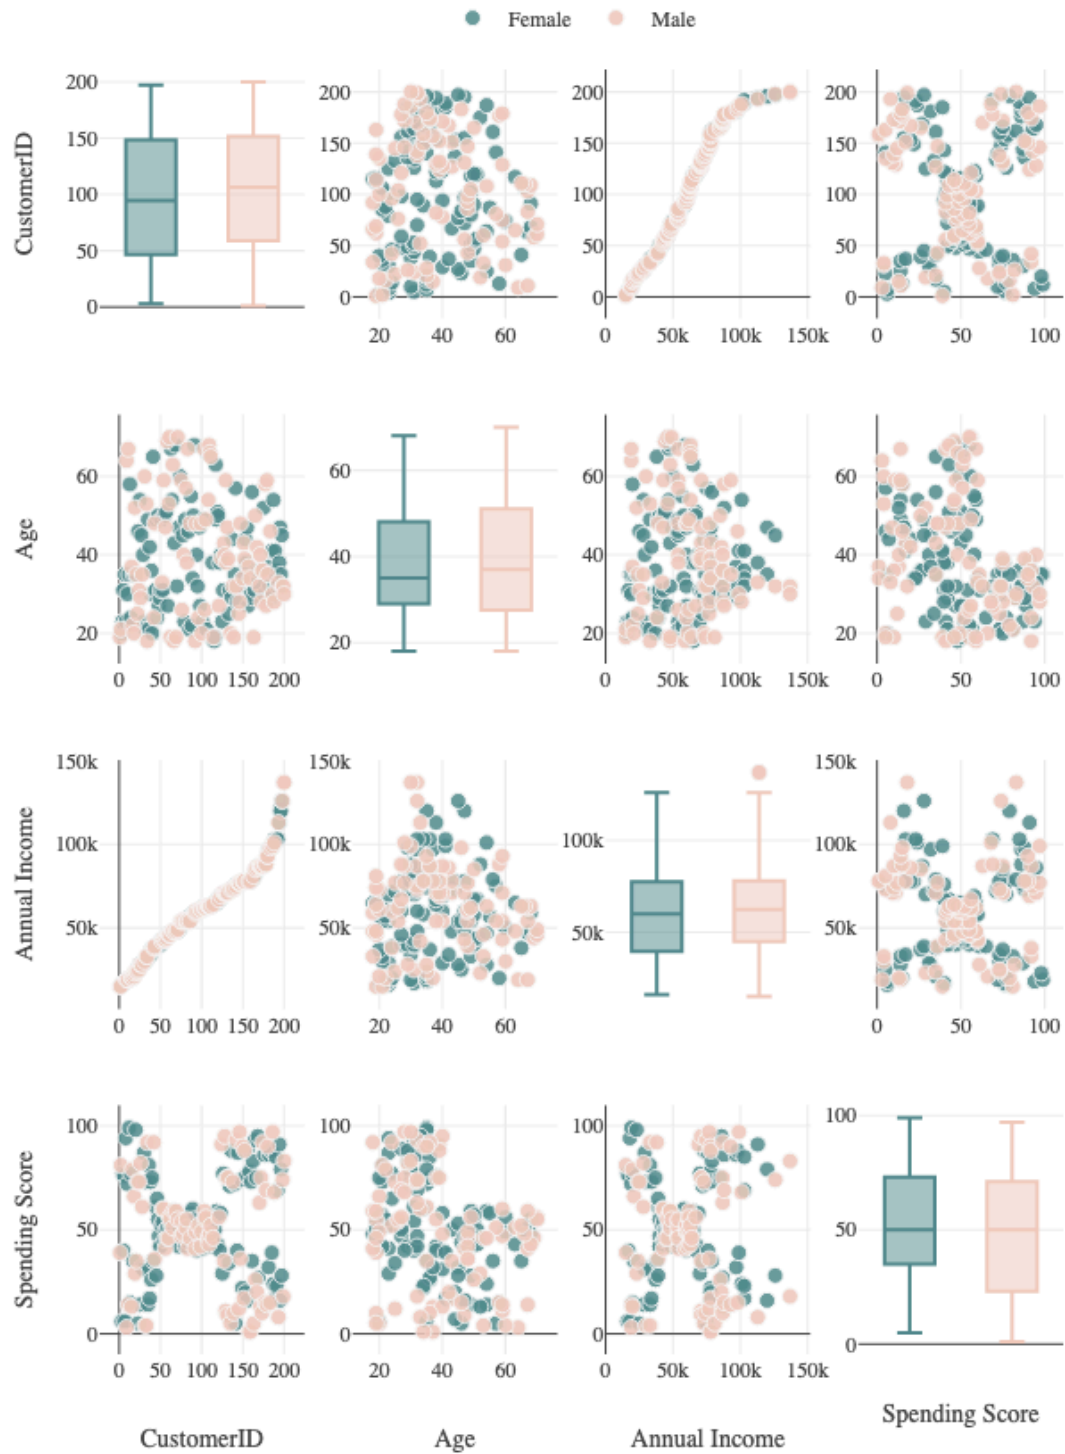 Female Male
CustomerID
200
150
100
50
0
200
150
100
50
0
20 40 60
200
150
100
50
0
0 50k 100k 150k
200
150
100
50
0
0 50 100
Age
60
40
20
0 50 100 150 200
60
40
20
60
40
20
0 50k 100k 150k
60
40
20
0 50 100
Annual Income
150k
100k
50k
0 50 100 150 200
150k
100k
50k
20 40 60
100k
50k
150k
100k
50k
0 50 100
Spending Score
100
50
0
0 50 100 150 200
100
50
0
20 40 60
100
50
0
0 50k 100k 150k
100
50
0
CustomerID Age Annual Income Spending Score